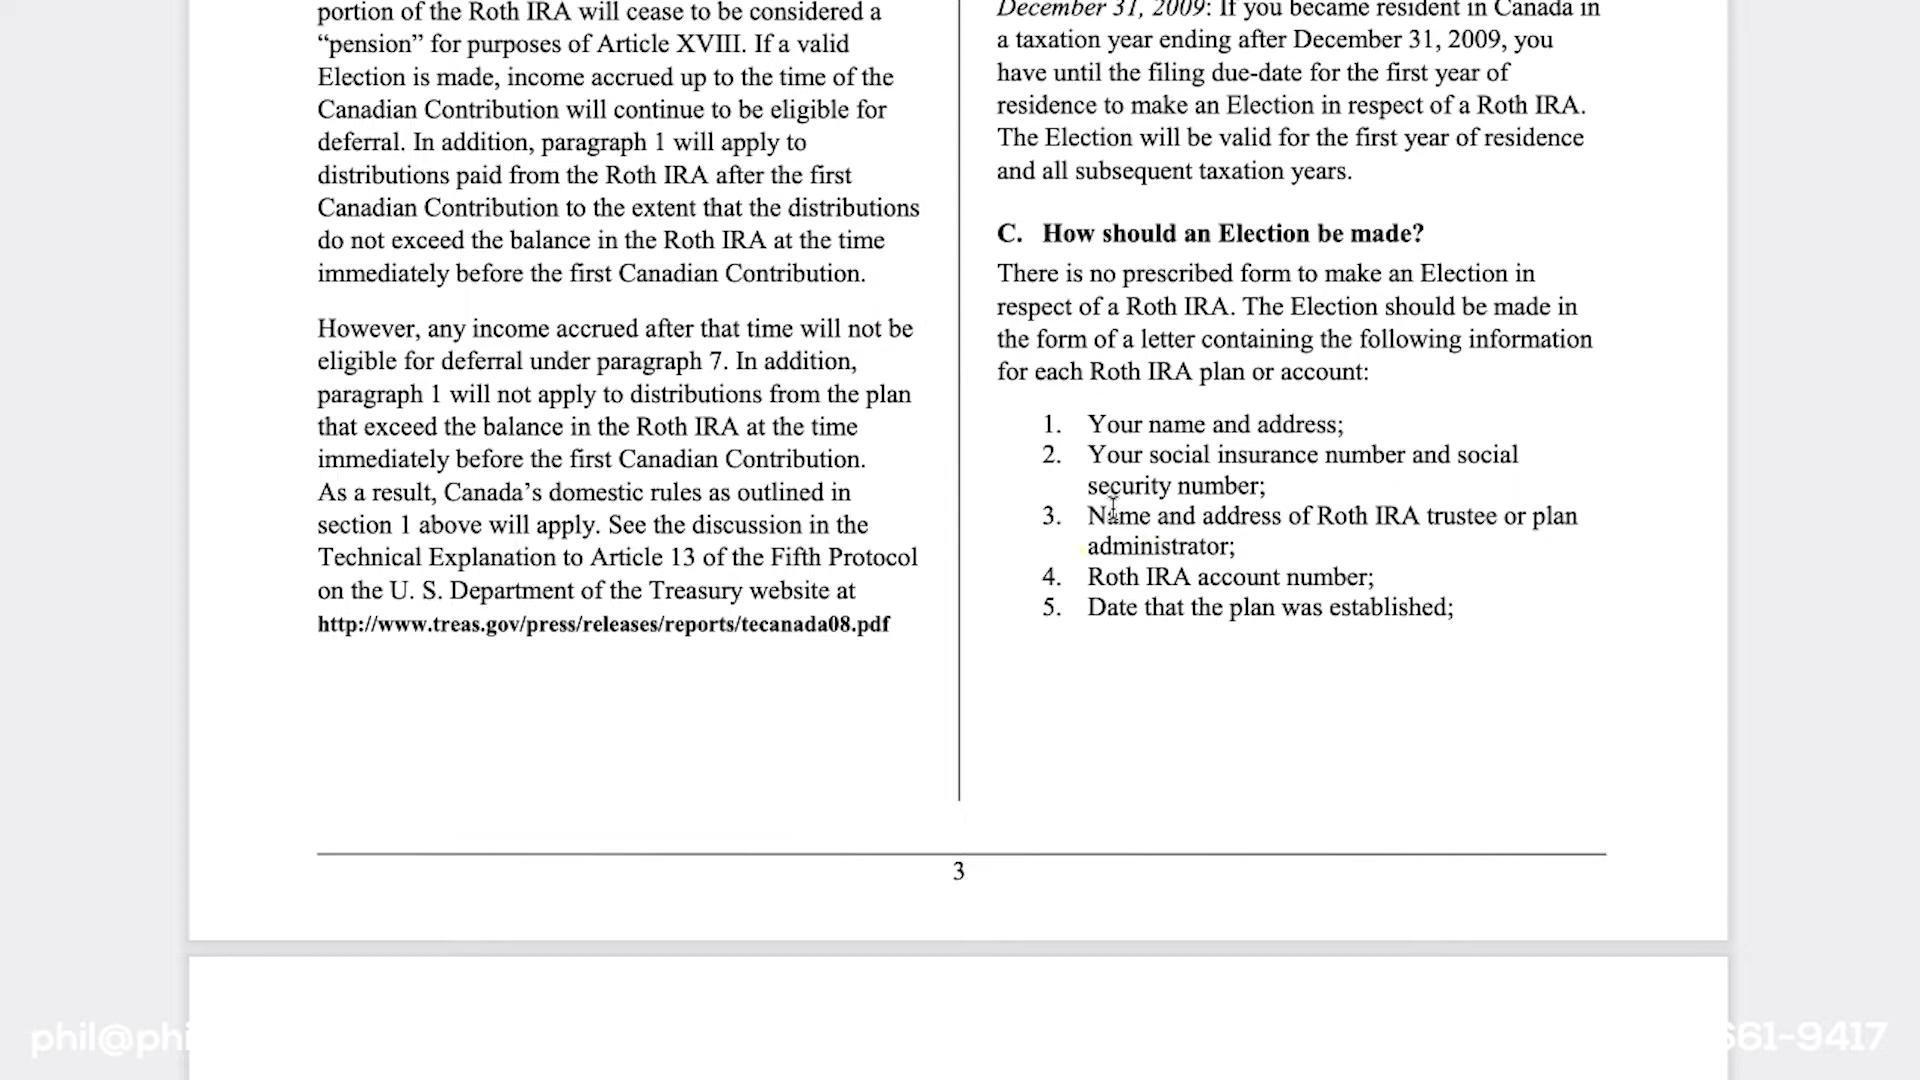 portion of the Roth IRA will cease to be considered a
“pension” for purposes of Article XVIII. If a valid
Election is made, income accrued up to the time of the
Canadian Contribution will continue to be eligible for
deferral. In addition, paragraph 1 will apply to
distributions paid from the Roth IRA after the first
Canadian Contribution to the extent that the distributions
do not exceed the balance in the Roth IRA at the time
immediately before the first Canadian Contribution.
However, any income accrued after that time will not be
eligible for deferral under paragraph 7. In addition,
paragraph 1 will not apply to distributions from the plan
that exceed the balance in the Roth IRA at the time
immediately before the first Canadian Contribution.
As a result, Canada’s domestic rules as outlined in
section 1 above will apply. See the discussion in the
Technical Explanation to Article 13 of the Fifth Protocol
on the U. S. Department of the Treasury website at
http://www.treas.gov/press/releases/reports/tecanada08.pdf
December 31, 2009: If you became resident in Canada in
a taxation year ending after December 31, 2009, you
have until the filing due-date for the first year of
residence to make an Election in respect of a Roth IRA.
The Election will be valid for the first year of residence
and all subsequent taxation years.
C. How should an Election be made?
There is no prescribed form to make an Election in
respect of a Roth IRA. The Election should be made in
the form of a letter containing the following information
for each Roth IRA plan or account:
1. Your name and address;
2. Your social insurance number and social
security number;
3. Name and address of Roth IRA trustee or plan
administrator;
4. Roth IRA account number;
5. Date that the plan was established;
3
phil@phi
661-9417